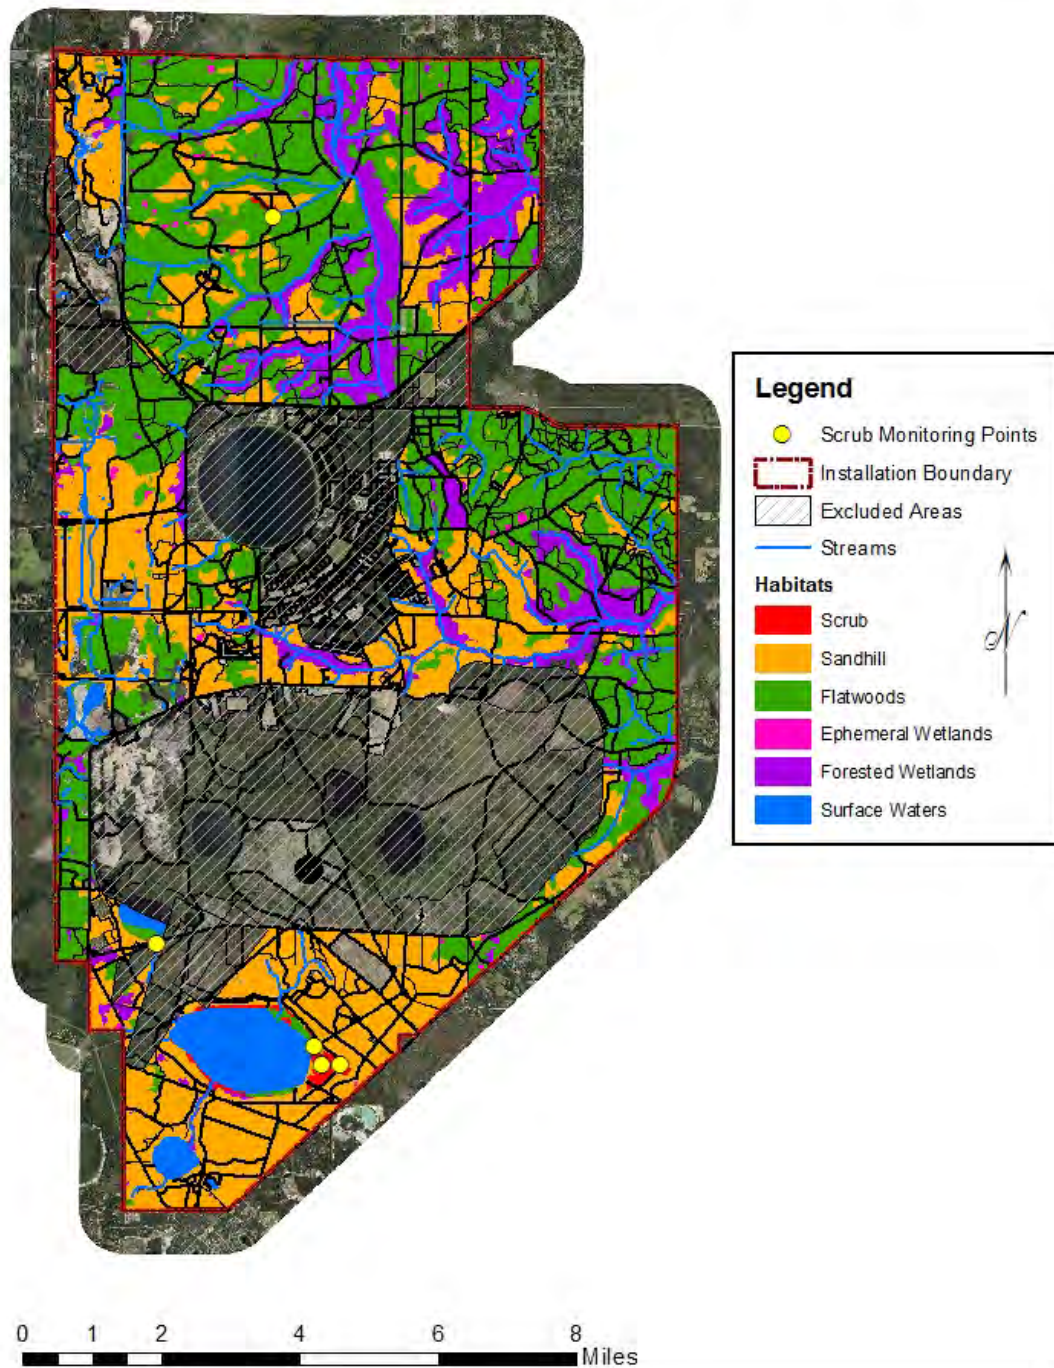 Legend
Scrub Monitoring Points
Installation Boundary
Excluded Areas
Streams
Habitats
Scrub
Sandhill
Flatwoods
Ephemeral Wetlands
Forested Wetlands
Surface Waters
N
0 1 2 4 6 8
Miles